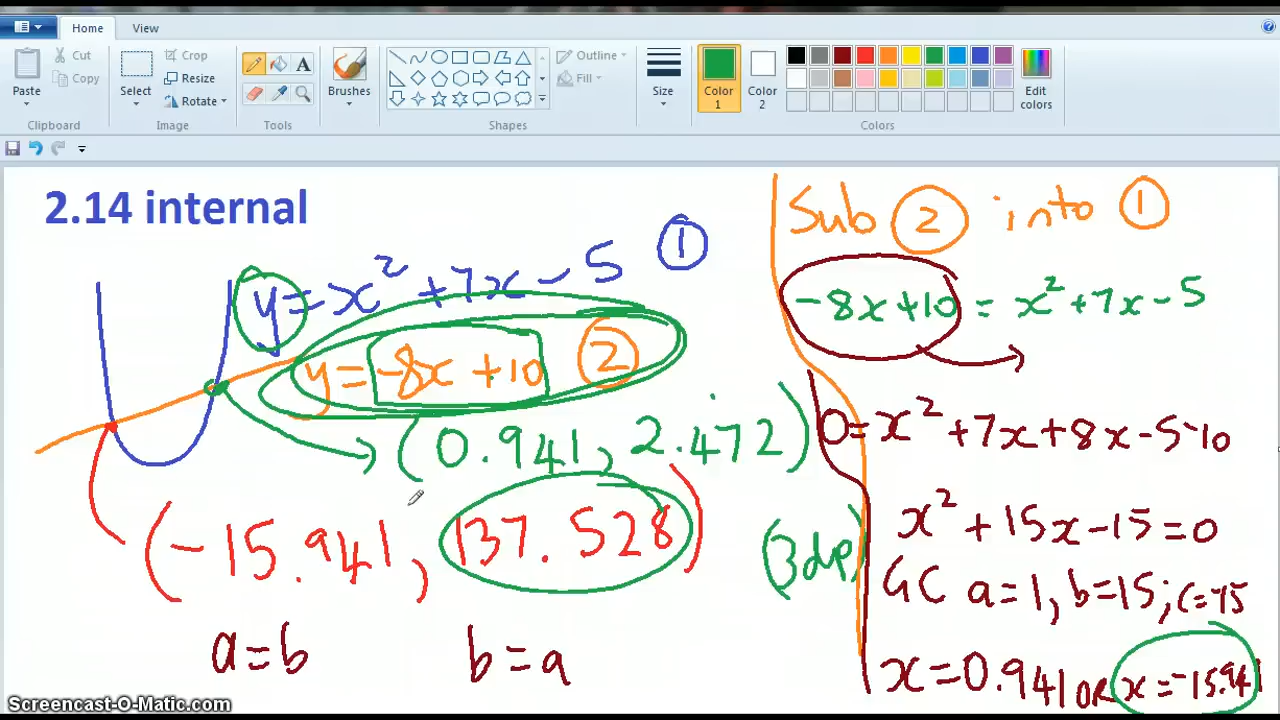 Home View
Paste
Cut
Copy
Clipboard
Select
Crop
Resize
Rotate
Image
A
Tools
Brushes
Outline
Fill
Shapes
Size
Color 1
Color 2
Edit colors
Colors
2.14 internal
y = x² + 7x - 5 ①
y = -8x + 10 ②
(0.941, 2.472)
(-15.941, 137.528)
(3dp)
a = b b = a
Sub ② into ①
-8x + 10 = x² + 7x - 5
0 = x² + 7x + 8x - 5 - 10
x² + 15x - 15 = 0
GC a = 1, b = 15, c = -15
x = 0.941 OR x = -15.941
Screencast-O-Matic.com